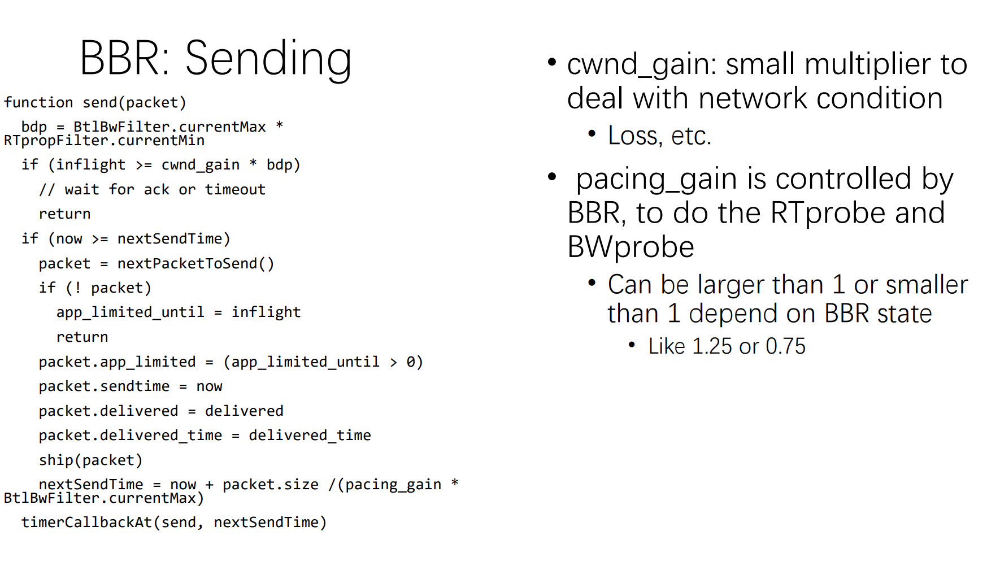 BBR: Sending
function send(packet)
bdp = BtlBwFilter.currentMax *
RTpropFilter.currentMin
if (inflight >= cwnd_gain * bdp)
// wait for ack or timeout
return
if (now >= nextSendTime)
packet = nextPacketToSend()
if (! packet)
app_limited_until = inflight
return
packet.app_limited = (app_limited_until > 0)
packet.sendtime = now
packet.delivered = delivered
packet.delivered_time = delivered_time
ship(packet)
nextSendTime = now + packet.size /(pacing_gain *
BtlBwFilter.currentMax)
timerCallbackAt(send, nextSendTime)
• cwnd_gain: small multiplier to
deal with network condition
• Loss, etc.
• pacing_gain is controlled by
BBR, to do the RTprobe and
BWprobe
• Can be larger than 1 or smaller
than 1 depend on BBR state
• Like 1.25 or 0.75